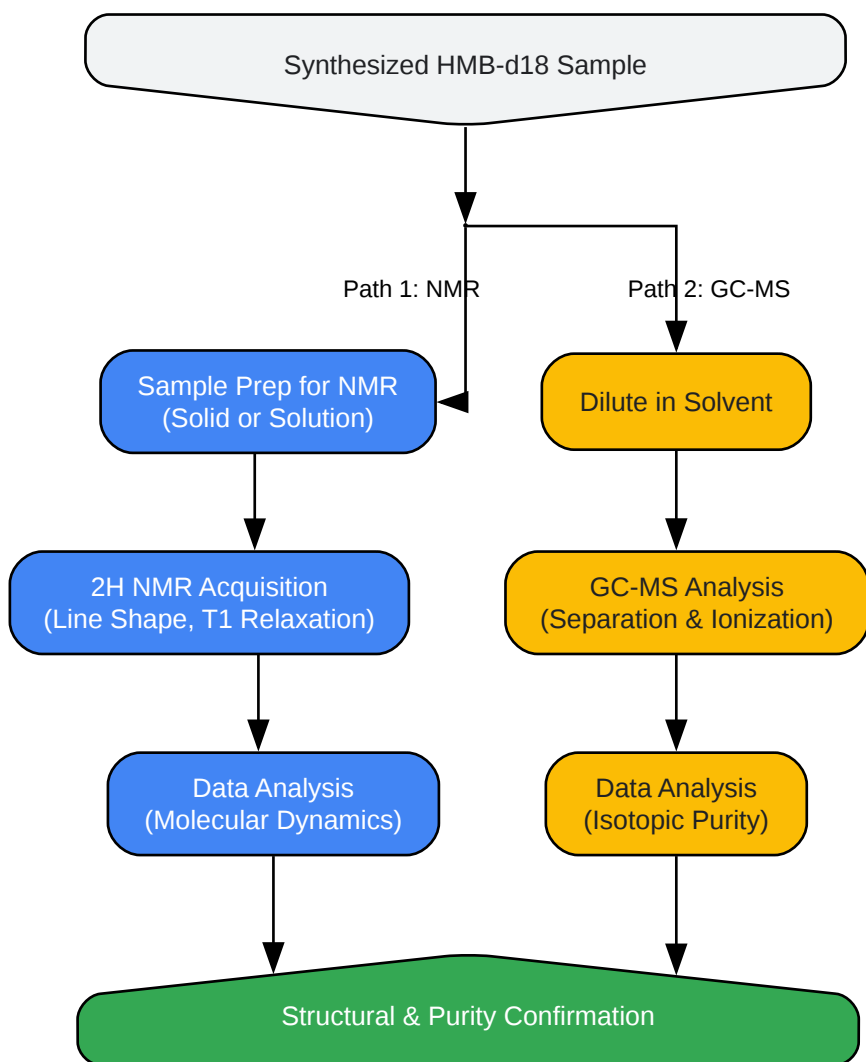 Synthesized HMB-d18 Sample
Path 1: NMR
Path 2: GC-MS
Sample Prep for NMR
(Solid or Solution)
Dilute in Solvent
2H NMR Acquisition
(Line Shape, T1 Relaxation)
GC-MS Analysis
(Separation & Ionization)
Data Analysis
(Molecular Dynamics)
Data Analysis
(Isotopic Purity)
Structural & Purity Confirmation